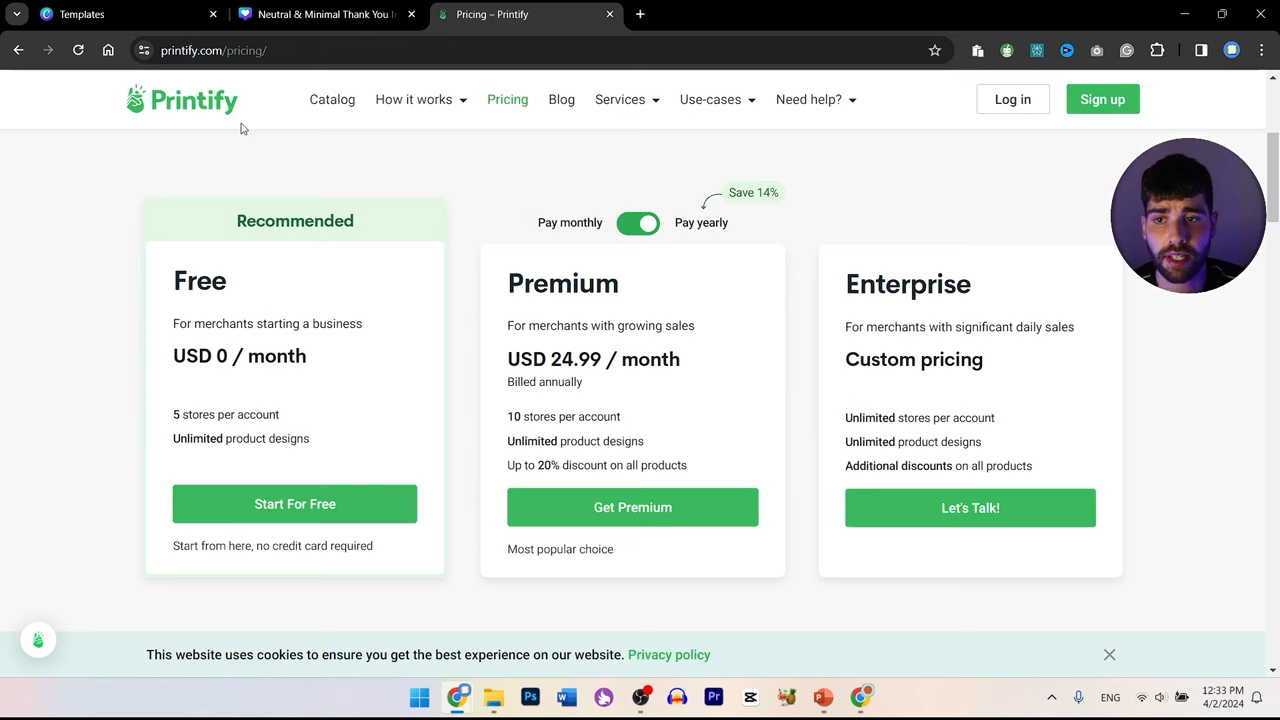 Templates
Neutral & Minimal Thank You I
Pricing – Printify
printify.com/pricing/
Printify
Catalog
How it works
Pricing
Blog
Services
Use-cases
Need help?
Log in
Sign up
Save 14%
Recommended
Pay monthly
Pay yearly
Free
For merchants starting a business
USD 0 / month
5 stores per account
Unlimited product designs
Start For Free
Start from here, no credit card required
Premium
For merchants with growing sales
USD 24.99 / month
Billed annually
10 stores per account
Unlimited product designs
Up to 20% discount on all products
Get Premium
Most popular choice
Enterprise
For merchants with significant daily sales
Custom pricing
Unlimited stores per account
Unlimited product designs
Additional discounts on all products
Let's Talk!
This website uses cookies to ensure you get the best experience on our website. Privacy policy
ENG
12:33 PM
4/2/2024